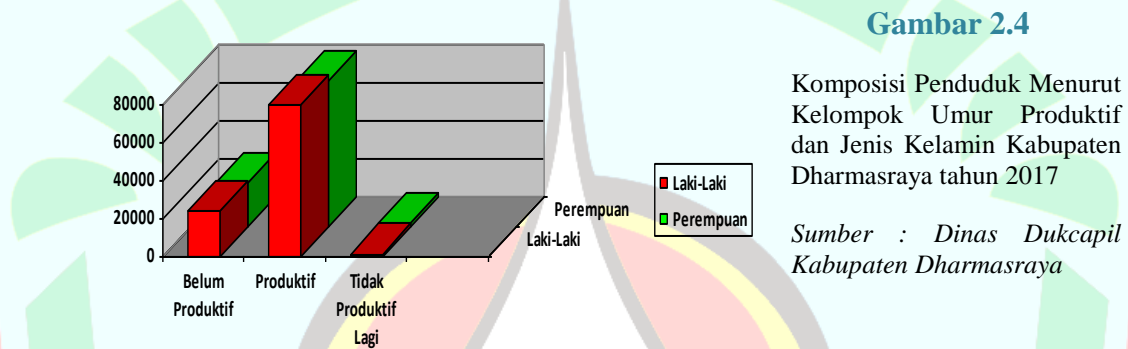 Gambar 2.4
Komposisi Penduduk Menurut
Kelompok Umur Produktif
dan Jenis Kelamin Kabupaten
Dharmasraya tahun 2017
Sumber : Dinas Dukcapil
Kabupaten Dharmasraya
80000
60000
40000
20000
0
Belum
Produktif
Produktif
Tidak
Produktif
Lagi
Perempuan
Laki-Laki
Laki-Laki
Perempuan